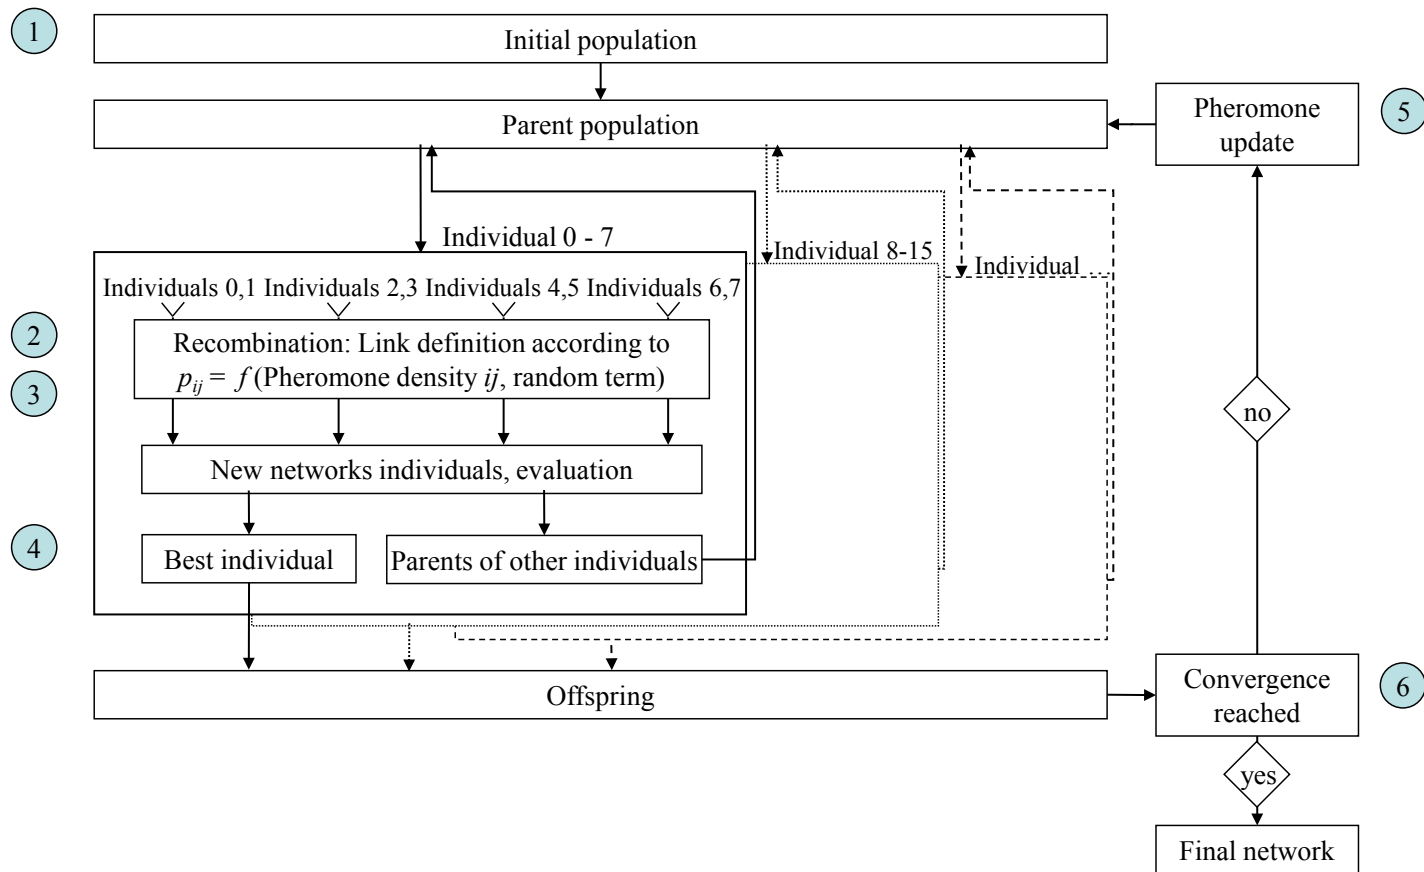 1
Initial population
Parent population
Pheromone
update
5
Individual 0 - 7
Individual 8-15
Individual ...
Individuals 0,1 Individuals 2,3 Individuals 4,5 Individuals 6,7
2
Recombination: Link definition according to
p_ij = f (Pheromone density ij, random term)
3
no
New networks individuals, evaluation
4
Best individual
Parents of other individuals
Offspring
Convergence
reached
6
yes
Final network